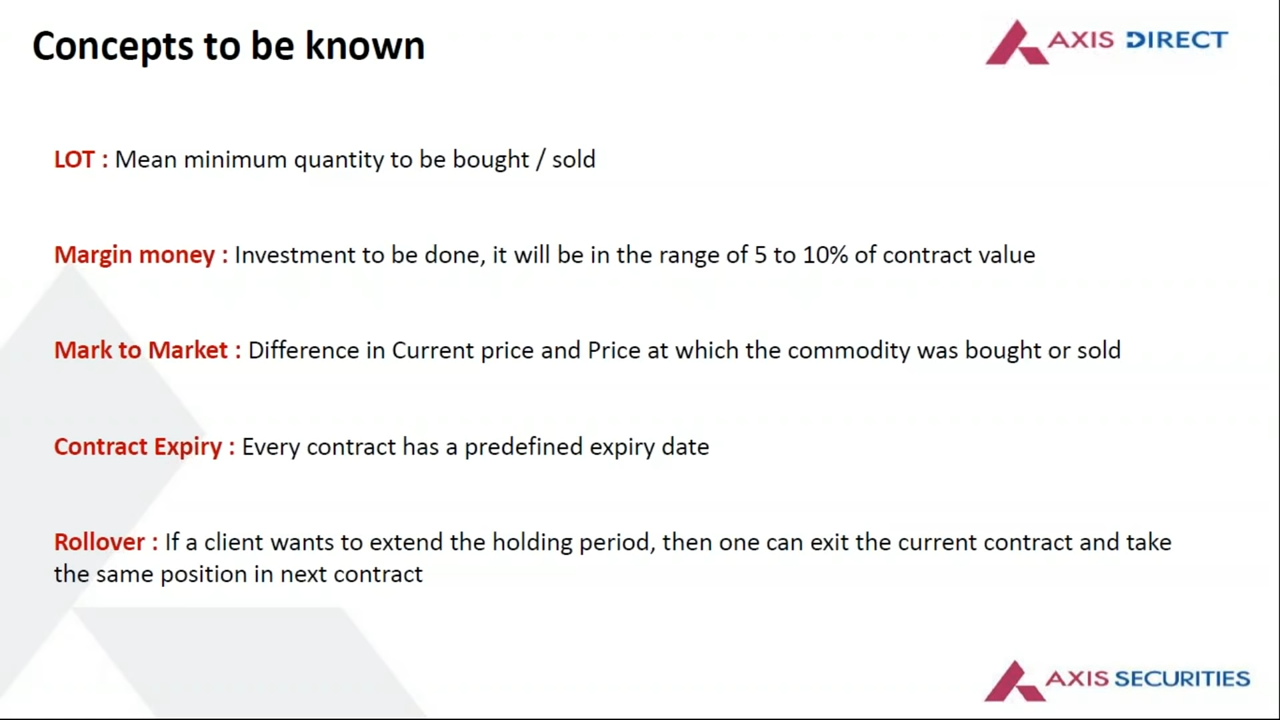 Concepts to be known
AXIS DIRECT
LOT : Mean minimum quantity to be bought / sold
Margin money : Investment to be done, it will be in the range of 5 to 10% of contract value
Mark to Market : Difference in Current price and Price at which the commodity was bought or sold
Contract Expiry : Every contract has a predefined expiry date
Rollover : If a client wants to extend the holding period, then one can exit the current contract and take
the same position in next contract
AXIS SECURITIES